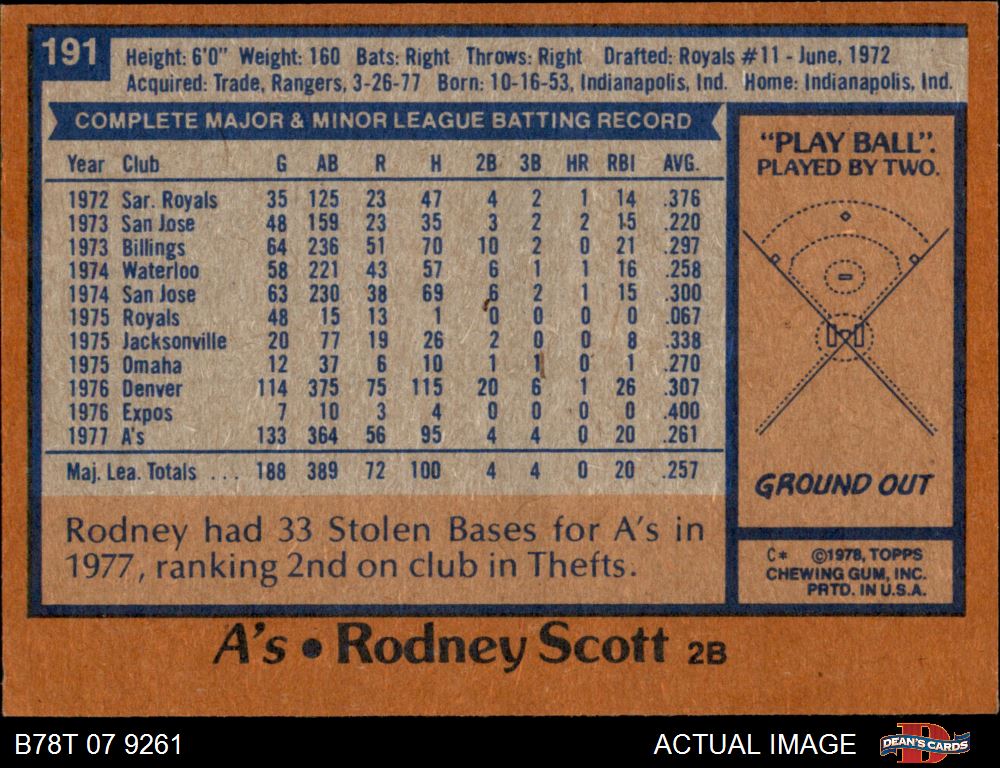 191
Height: 6'0" Weight: 160 Bats: Right Throws: Right Drafted: Royals #11 - June, 1972
Acquired: Trade, Rangers, 3-26-77 Born: 10-16-53, Indianapolis, Ind. Home: Indianapolis, Ind.
COMPLETE MAJOR & MINOR LEAGUE BATTING RECORD
Year Club G AB R H 2B 3B HR RBI AVG.
1972 Sar. Royals 35 125 23 47 4 2 1 14 .376
1973 San Jose 48 159 23 35 3 2 2 15 .220
1973 Billings 64 236 51 70 10 2 0 21 .297
1974 Waterloo 58 221 43 57 6 1 1 16 .258
1974 San Jose 63 230 38 69 6 2 1 15 .300
1975 Royals 48 15 13 1 0 0 0 0 .067
1975 Jacksonville 20 77 19 26 2 0 0 8 .338
1975 Omaha 12 37 6 10 1 1 0 1 .270
1976 Denver 114 375 75 115 20 6 1 26 .307
1976 Expos 7 10 3 4 0 0 0 0 .400
1977 A's 133 364 56 95 4 4 0 20 .261
Maj. Lea. Totals ... 188 389 72 100 4 4 0 20 .257
Rodney had 33 Stolen Bases for A's in
1977, ranking 2nd on club in Thefts.
"PLAY BALL".
PLAYED BY TWO.
GROUND OUT
C* ©1978, TOPPS
CHEWING GUM, INC.
PRTD. IN U.S.A.
A's • Rodney Scott 2B
B78T 07 9261
ACTUAL IMAGE
D
DEAN'S CARDS